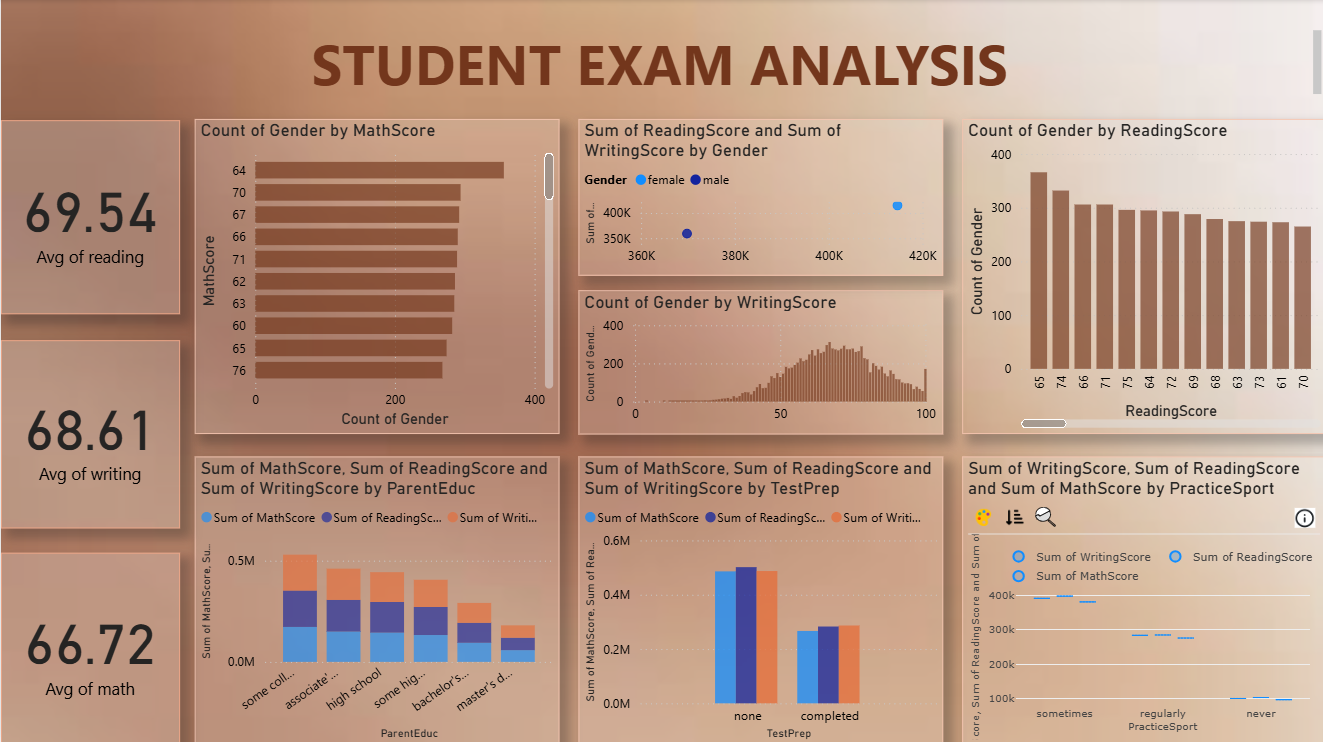 STUDENT EXAM ANALYSIS
69.54
Avg of reading
68.61
Avg of writing
66.72
Avg of math
Count of Gender by MathScore
MathScore
64
70
67
66
71
62
63
60
65
76
0 200 400
Count of Gender
Sum of ReadingScore and Sum of
WritingScore by Gender
Gender female male
Sum of...
400K
350K
360K 380K 400K 420K
Count of Gender by WritingScore
Count of Gend...
400
200
0
0 50 100
Count of Gender by ReadingScore
Count of Gender
400
300
200
100
0
65 74 66 71 75 64 72 69 68 63 73 61 70
ReadingScore
Sum of MathScore, Sum of ReadingScore and
Sum of WritingScore by ParentEduc
Sum of MathScore Sum of ReadingSc... Sum of Writi...
Sum of MathScore, Su...
0.5M
0.0M
some coll... associate'... high school some hig... bachelor's... master's d...
ParentEduc
Sum of MathScore, Sum of ReadingScore and
Sum of WritingScore by TestPrep
Sum of MathScore Sum of ReadingSc... Sum of Writi...
Sum of MathScore, Sum of Rea...
0.6M
0.4M
0.2M
0.0M
none completed
TestPrep
Sum of WritingScore, Sum of ReadingScore
and Sum of MathScore by PracticeSport
Sum of WritingScore Sum of ReadingScore
Sum of MathScore
core, Sum of ReadingScore and Sum of
400k
300k
200k
100k
sometimes regularly never
PracticeSport